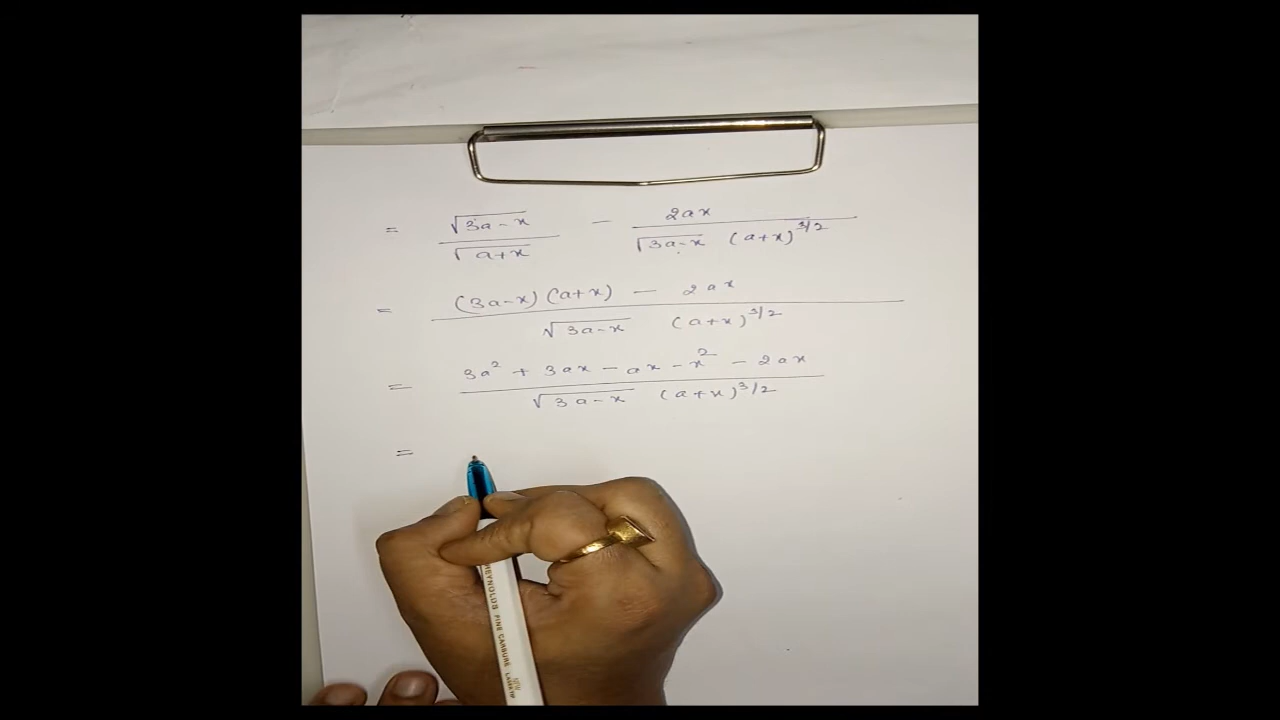 = √(3a-x) / √(a+x) - 2ax / √(3a-x) (a+x)^3/2
= (3a-x)(a+x) - 2ax / √(3a-x) (a+x)^3/2
= 3a² + 3ax - ax - x² - 2ax / √(3a-x) (a+x)^3/2
=
REYNOLDS FINE CARBURE